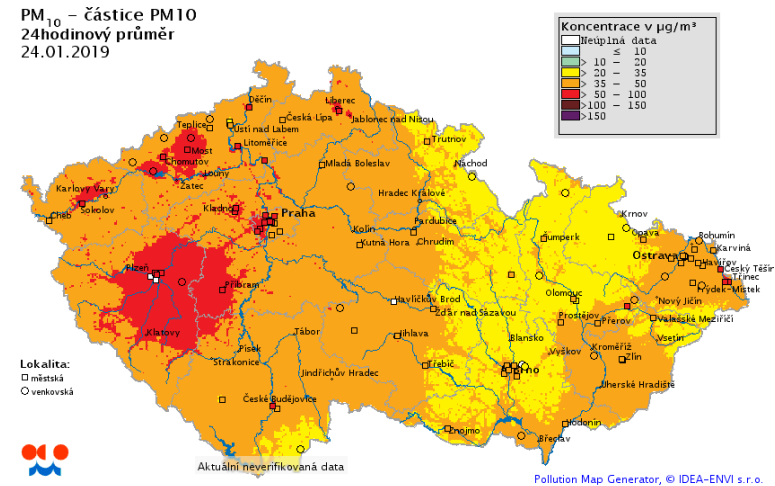 PM10 – částice PM10
24hodinový průměr
24.01.2019
Koncentrace v µg/m³
Neúplná data
≤ 10
> 10 – 20
> 20 – 35
> 35 – 50
> 50 – 100
>100 – 150
>150
Děčín
Liberec
Teplice
Ústí nad Labem
Česká Lípa
Jablonec nad Nisou
Most
Litoměřice
Trutnov
Chomutov
Louny
Mladá Boleslav
Náchod
Žatec
Karlovy Vary
Sokolov
Cheb
Kladno
Praha
Hradec Králové
Krnov
Opava
Bohumín
Pardubice
Kolín
Kutná Hora
Chrudim
Šumperk
Karviná
Ostrava
Havířov
Český Těšín
Třinec
Plzeň
Příbram
Frýdek-Místek
Olomouc
Nový Jičín
Havlíčkův Brod
Žďár nad Sázavou
Prostějov
Přerov
Valašské Meziříčí
Klatovy
Tábor
Jihlava
Blansko
Vsetín
Písek
Kroměříž
Vyškov
Zlín
Strakonice
Třebíč
Brno
Jindřichův Hradec
Uherské Hradiště
České Budějovice
Znojmo
Hodonín
Břeclav
Lokalita:
městská
venkovská
Aktuální neverifikovaná data
Pollution Map Generator, © IDEA-ENVI s.r.o.